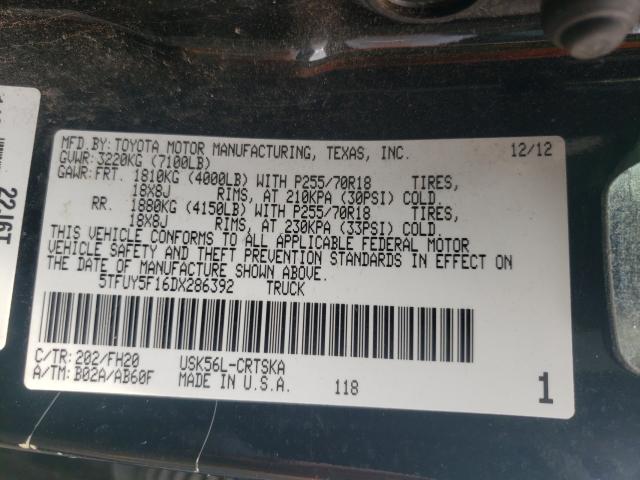 MFD.BY:TOYOTA MOTOR MANUFACTURING, TEXAS, INC. 12/12
GVWR:3220KG (7100LB)
GAWR:FRT. 1810KG (4000LB) WITH P255/70R18 TIRES,
18X8J RIMS, AT 210KPA (30PSI) COLD.
RR. 1880KG (4150LB) WITH P255/70R18 TIRES,
18X8J RIMS, AT 230KPA (33PSI) COLD.
THIS VEHICLE CONFORMS TO ALL APPLICABLE FEDERAL MOTOR
VEHICLE SAFETY AND THEFT PREVENTION STANDARDS IN EFFECT ON
THE DATE OF MANUFACTURE SHOWN ABOVE.
5TFUY5F16DX286392 TRUCK
C/TR:202/FH20 USK56L-CRTSKA
A/TM:B02A/AB60F MADE IN U.S.A. 118 1